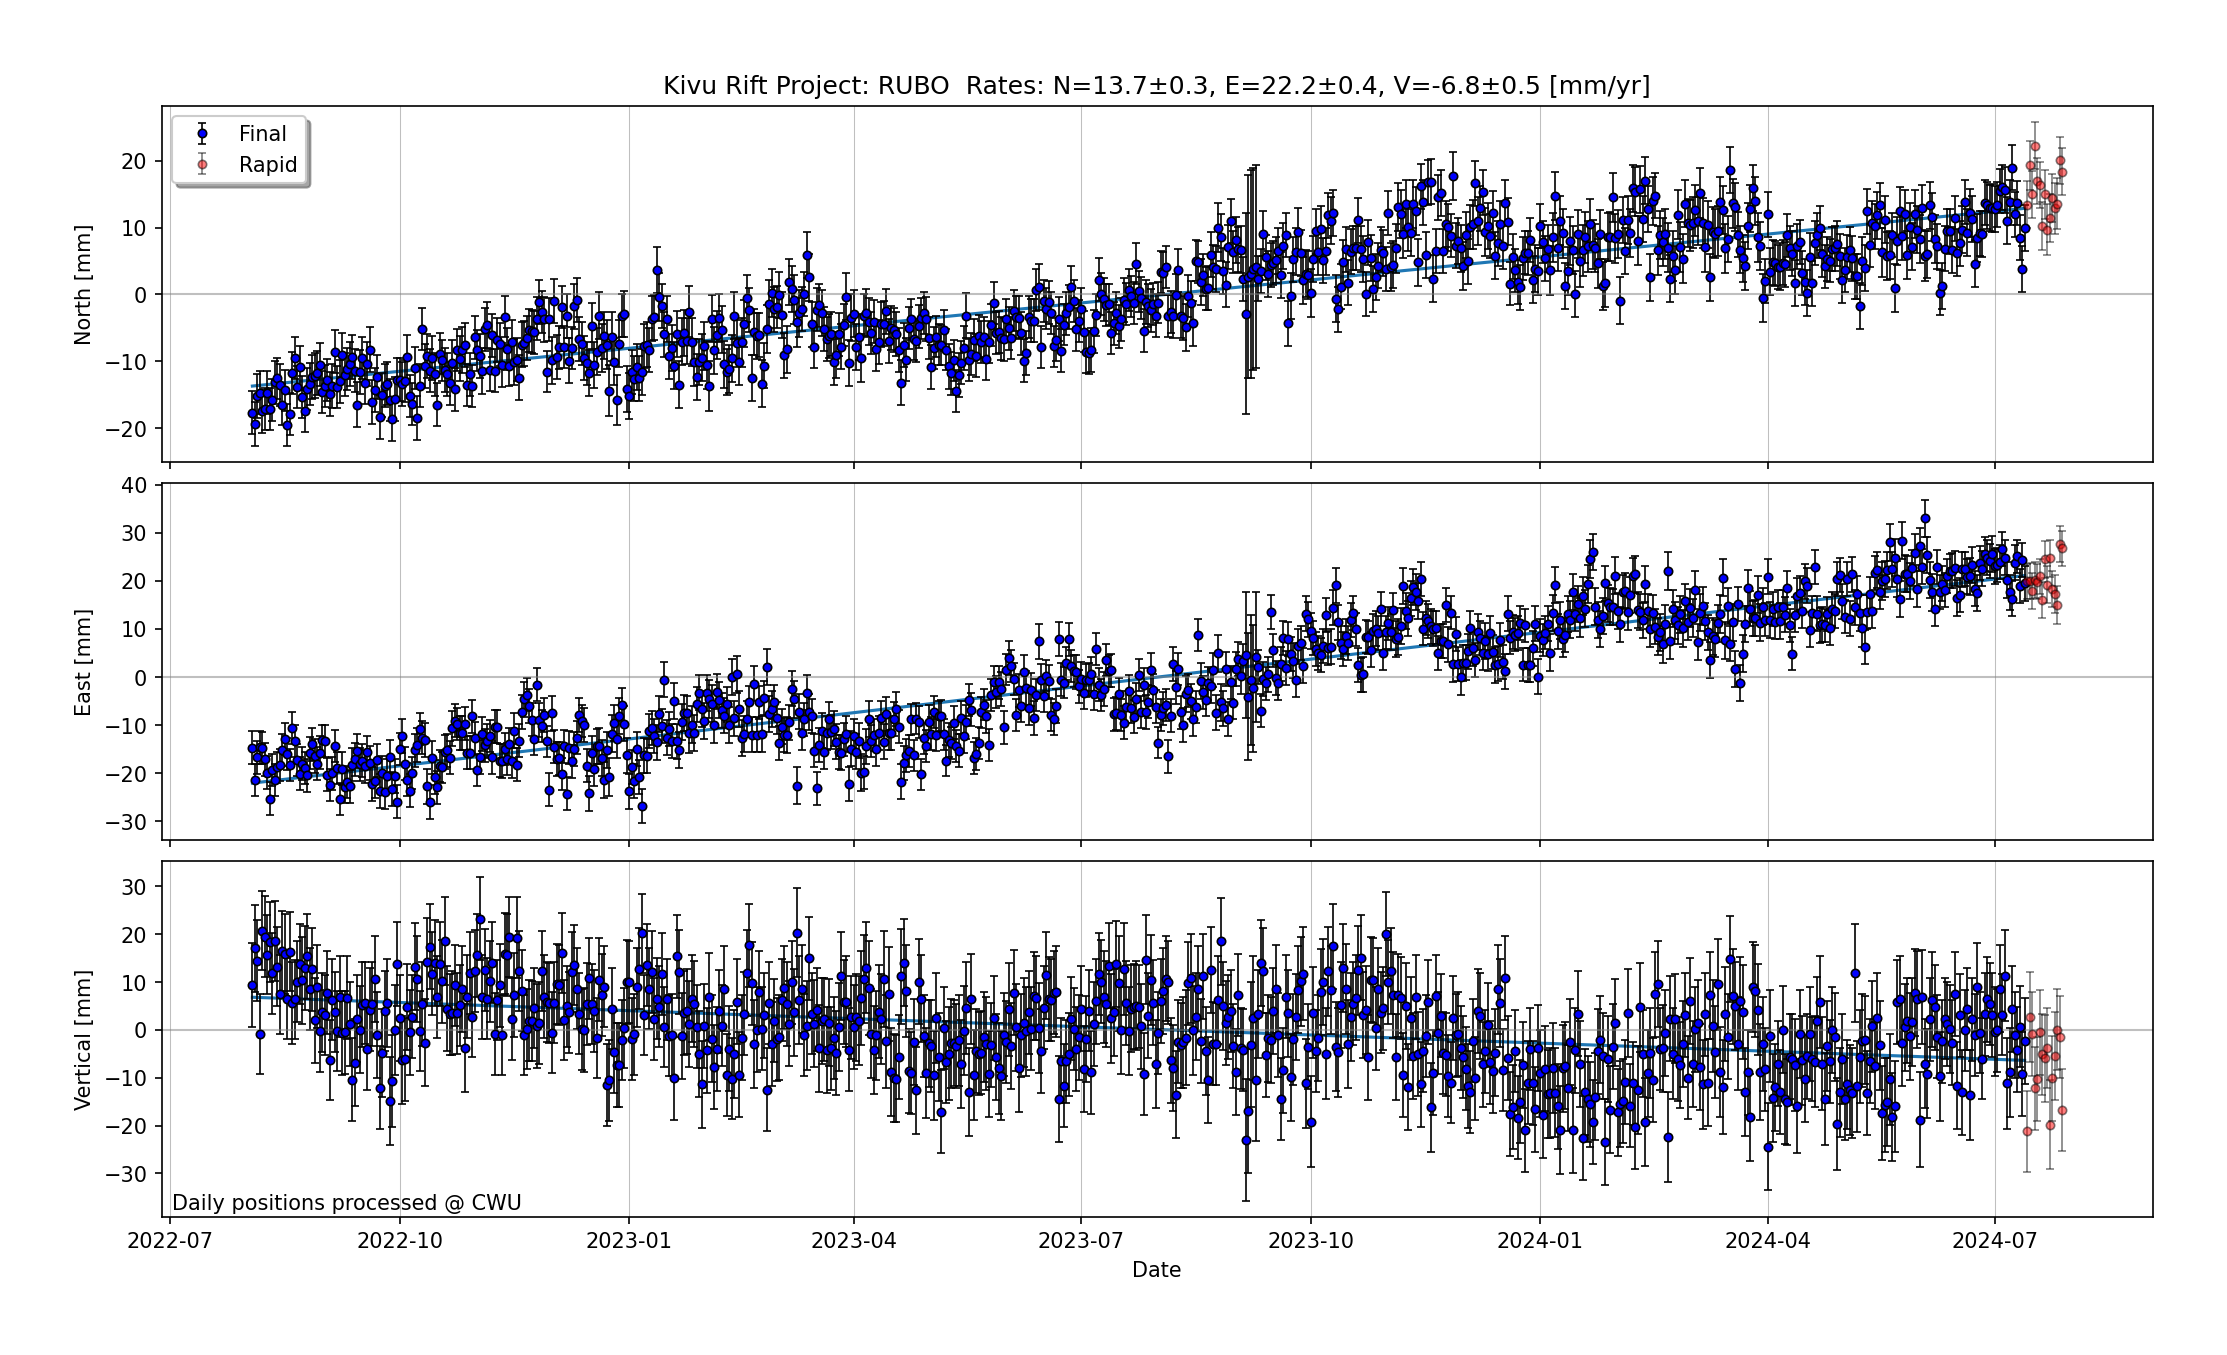 Kivu Rift Project: RUBO  Rates: N=13.7±0.3, E=22.2±0.4, V=-6.8±0.5 [mm/yr]
Final
Rapid
20
10
0
−10
−20
North [mm]
40
30
20
10
0
−10
−20
−30
East [mm]
30
20
10
0
−10
−20
−30
Vertical [mm]
Daily positions processed @ CWU
2022-07 2022-10 2023-01 2023-04 2023-07 2023-10 2024-01 2024-04 2024-07
Date